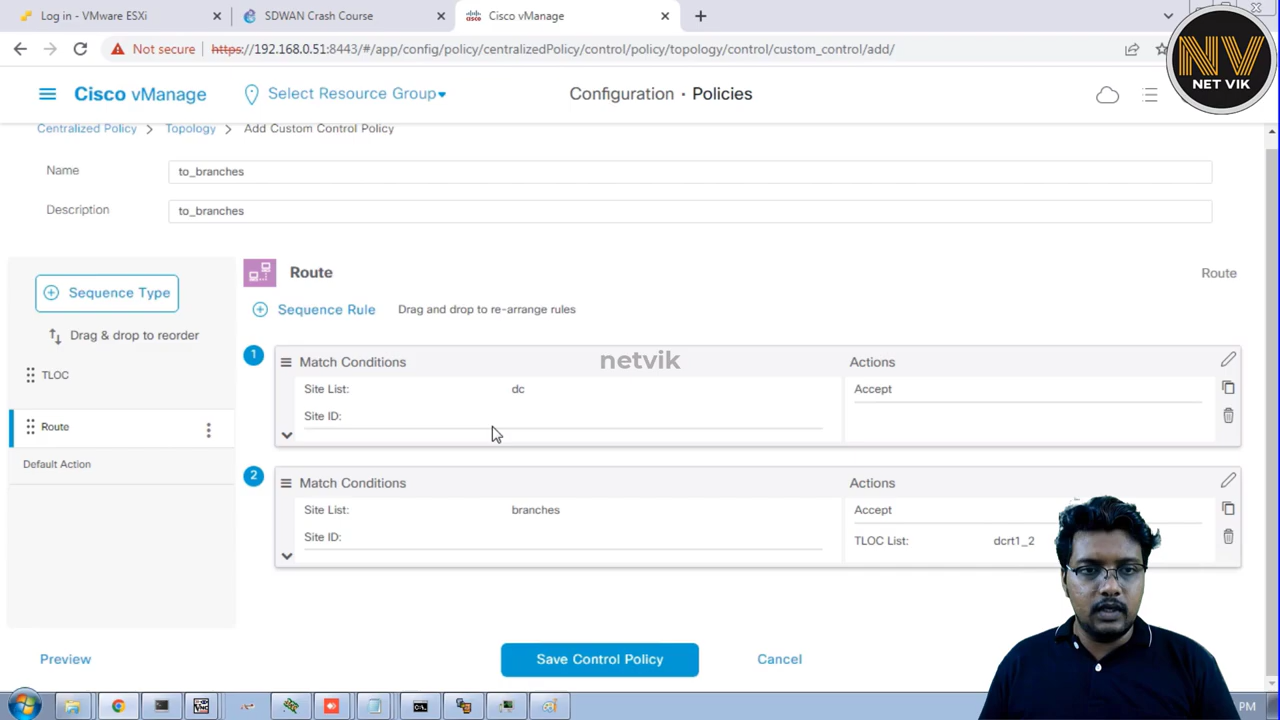 Log in - VMware ESXi
SDWAN Crash Course
Cisco vManage
Not secure
https://192.168.0.51:8443/#/app/config/policy/centralizedPolicy/control/policy/topology/control/custom_control/add/
NV
NET VIK
Cisco vManage
Select Resource Group
Configuration · Policies
Centralized Policy > Topology > Add Custom Control Policy
Name
to_branches
Description
to_branches
Sequence Type
Drag & drop to reorder
TLOC
Route
Default Action
Route
Route
Sequence Rule
Drag and drop to re-arrange rules
netvik
1
Match Conditions
Actions
Site List: dc
Accept
Site ID:
2
Match Conditions
Actions
Site List: branches
Accept
Site ID:
TLOC List: dcrt1_2
Preview
Save Control Policy
Cancel
PM